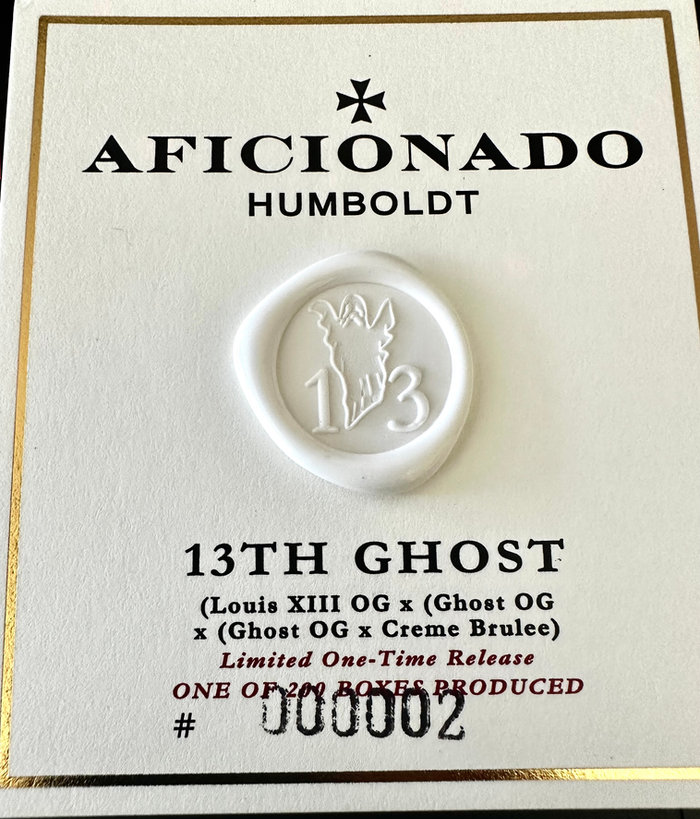 AFICIONADO
HUMBOLDT
13
13TH GHOST
(Louis XIII OG x (Ghost OG
x (Ghost OG x Creme Brulee)
Limited One-Time Release
ONE OF 200 BOXES PRODUCED
# 000002